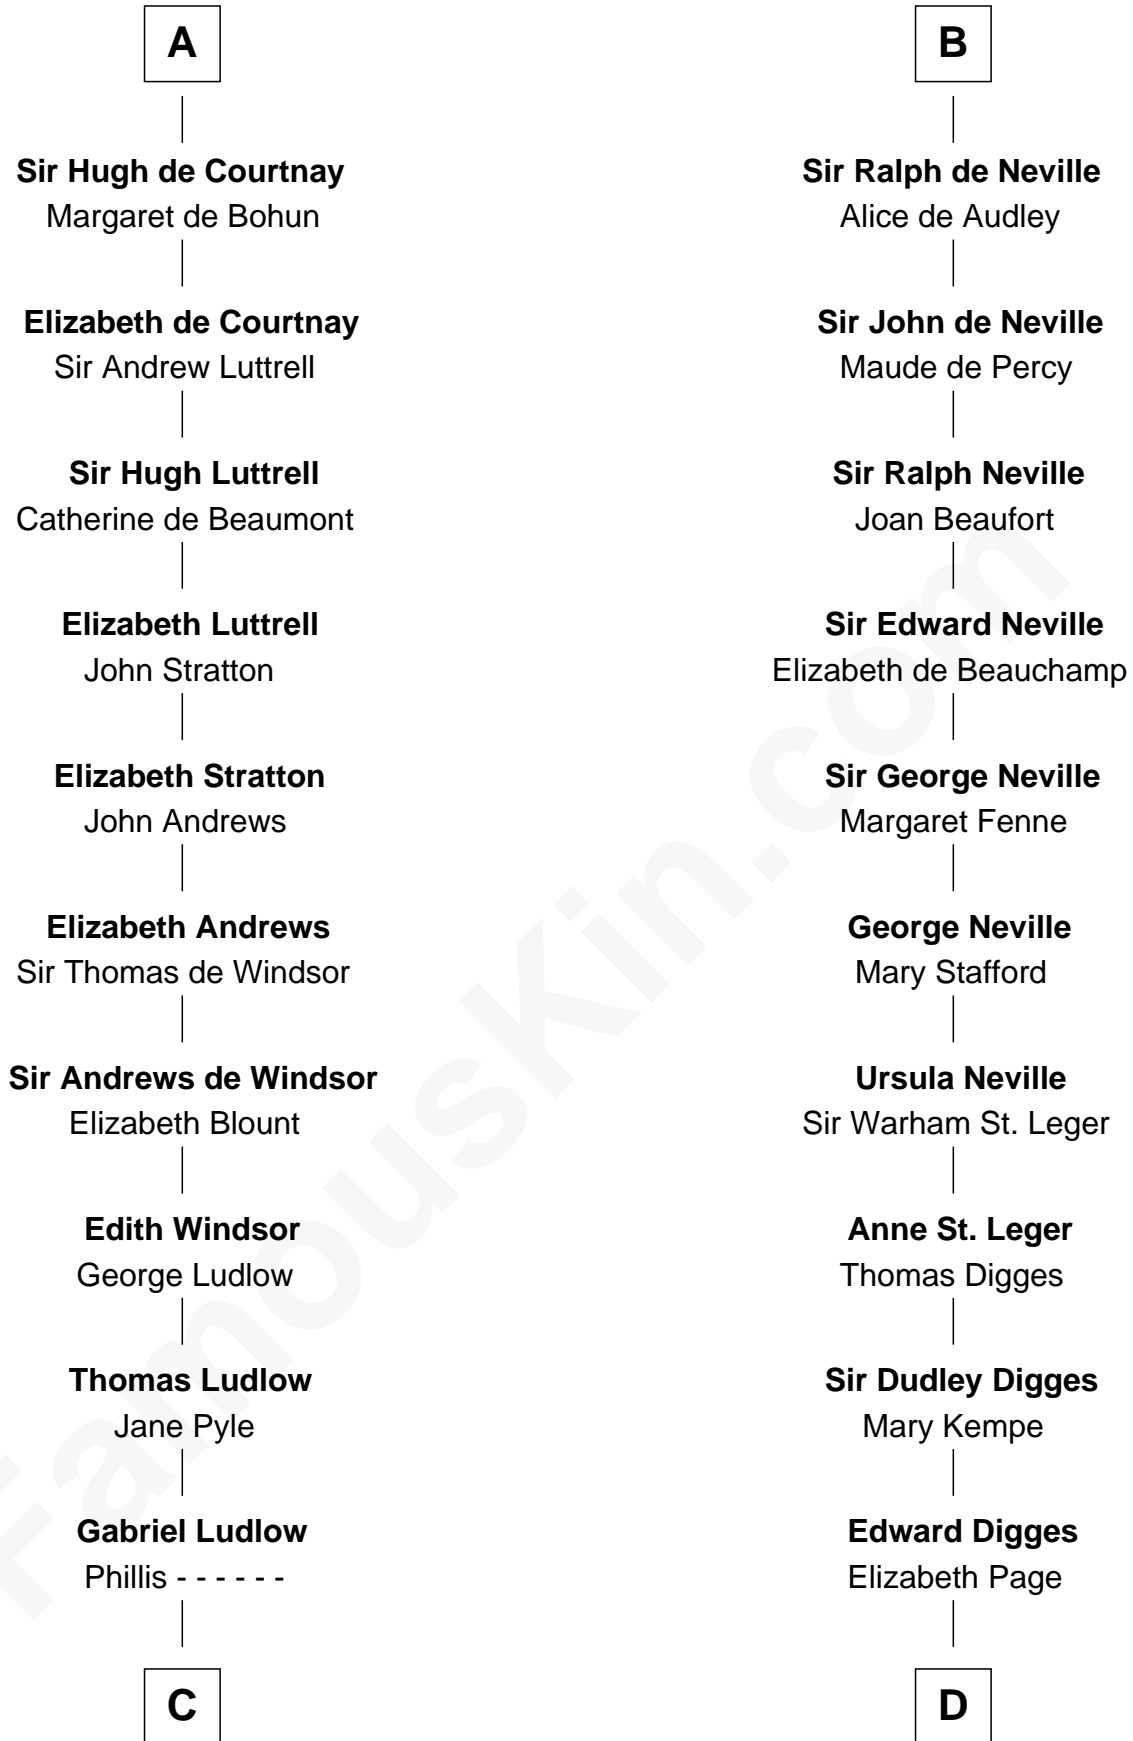 A
Sir Hugh de Courtnay
Margaret de Bohun
Elizabeth de Courtnay
Sir Andrew Luttrell
Sir Hugh Luttrell
Catherine de Beaumont
Elizabeth Luttrell
John Stratton
Elizabeth Stratton
John Andrews
Elizabeth Andrews
Sir Thomas de Windsor
Sir Andrews de Windsor
Elizabeth Blount
Edith Windsor
George Ludlow
Thomas Ludlow
Jane Pyle
Gabriel Ludlow
Phillis - - - - - -
C
B
Sir Ralph de Neville
Alice de Audley
Sir John de Neville
Maude de Percy
Sir Ralph Neville
Joan Beaufort
Sir Edward Neville
Elizabeth de Beauchamp
Sir George Neville
Margaret Fenne
George Neville
Mary Stafford
Ursula Neville
Sir Warham St. Leger
Anne St. Leger
Thomas Digges
Sir Dudley Digges
Mary Kempe
Edward Digges
Elizabeth Page
D
FamousKin.com